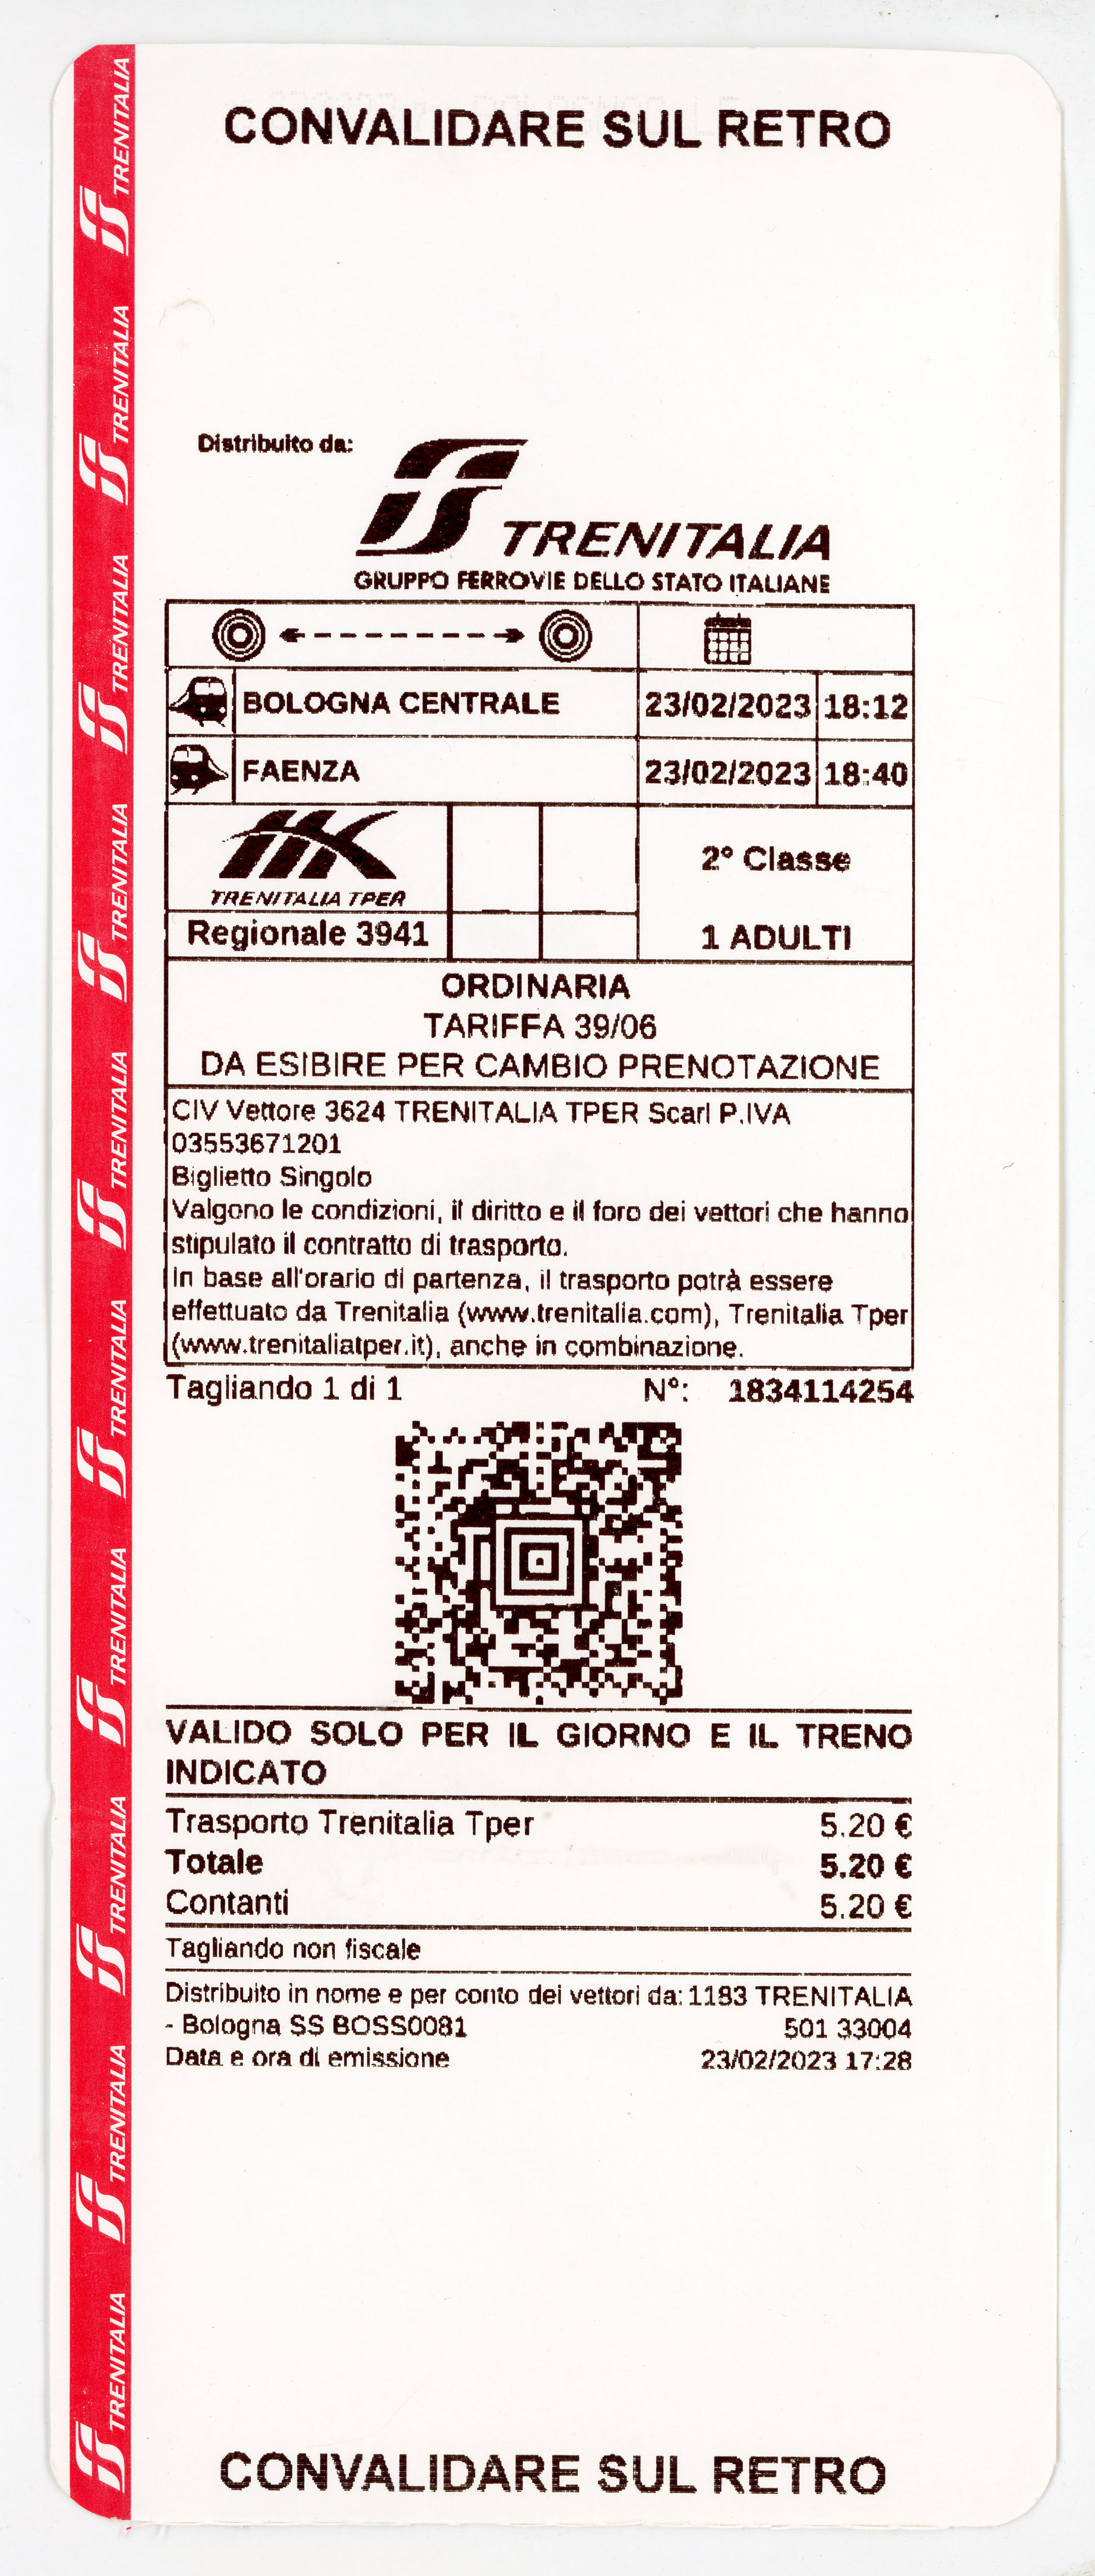 CONVALIDARE SUL RETRO
Distribuito da:
TRENITALIA
GRUPPO FERROVIE DELLO STATO ITALIANE
BOLOGNA CENTRALE 23/02/2023 18:12
FAENZA 23/02/2023 18:40
TRENITALIA TPER
2° Classe
Regionale 3941
1 ADULTI
ORDINARIA
TARIFFA 39/06
DA ESIBIRE PER CAMBIO PRENOTAZIONE
CIV Vettore 3624 TRENITALIA TPER Scarl P.IVA
03553671201
Biglietto Singolo
Valgono le condizioni, il diritto e il foro dei vettori che hanno
stipulato il contratto di trasporto.
In base all'orario di partenza, il trasporto potrà essere
effettuato da Trenitalia (www.trenitalia.com), Trenitalia Tper
(www.trenitaliatper.it), anche in combinazione.
Tagliando 1 di 1 N°: 1834114254
VALIDO SOLO PER IL GIORNO E IL TRENO
INDICATO
Trasporto Trenitalia Tper 5.20 €
Totale 5.20 €
Contanti 5.20 €
Tagliando non fiscale
Distribuito in nome e per conto dei vettori da: 1183 TRENITALIA
- Bologna SS BOSS0081 501 33004
Data e ora di emissione 23/02/2023 17:28
CONVALIDARE SUL RETRO
TRENITALIA
TRENITALIA
TRENITALIA
TRENITALIA
TRENITALIA
TRENITALIA
TRENITALIA
TRENITALIA
TRENITALIA
TRENITALIA